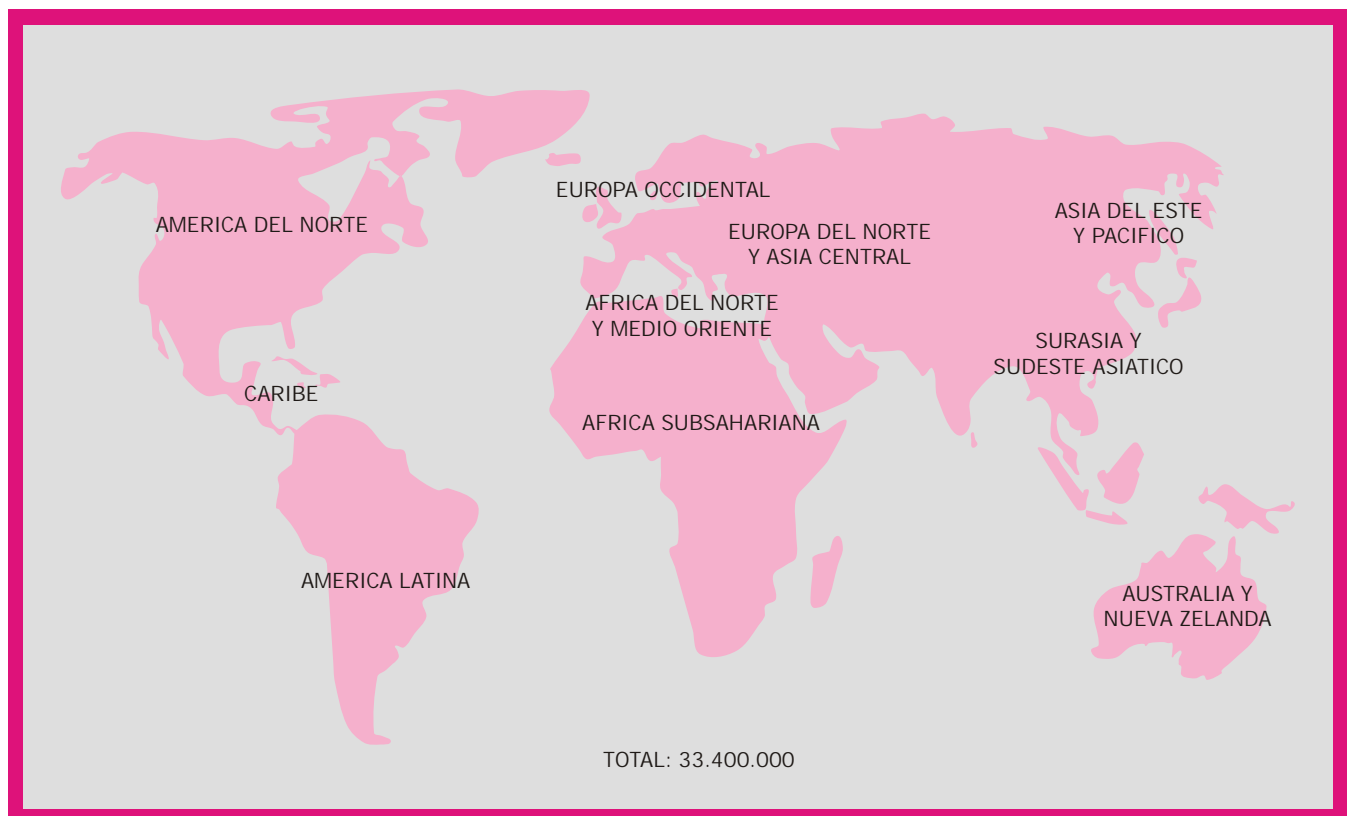 EUROPA OCCIDENTAL
AMERICA DEL NORTE
EUROPA DEL NORTE
Y ASIA CENTRAL
ASIA DEL ESTE
Y PACIFICO
AFRICA DEL NORTE
Y MEDIO ORIENTE
SURASIA Y
SUDESTE ASIATICO
CARIBE
AFRICA SUBSAHARIANA
AMERICA LATINA
AUSTRALIA Y
NUEVA ZELANDA
TOTAL: 33.400.000